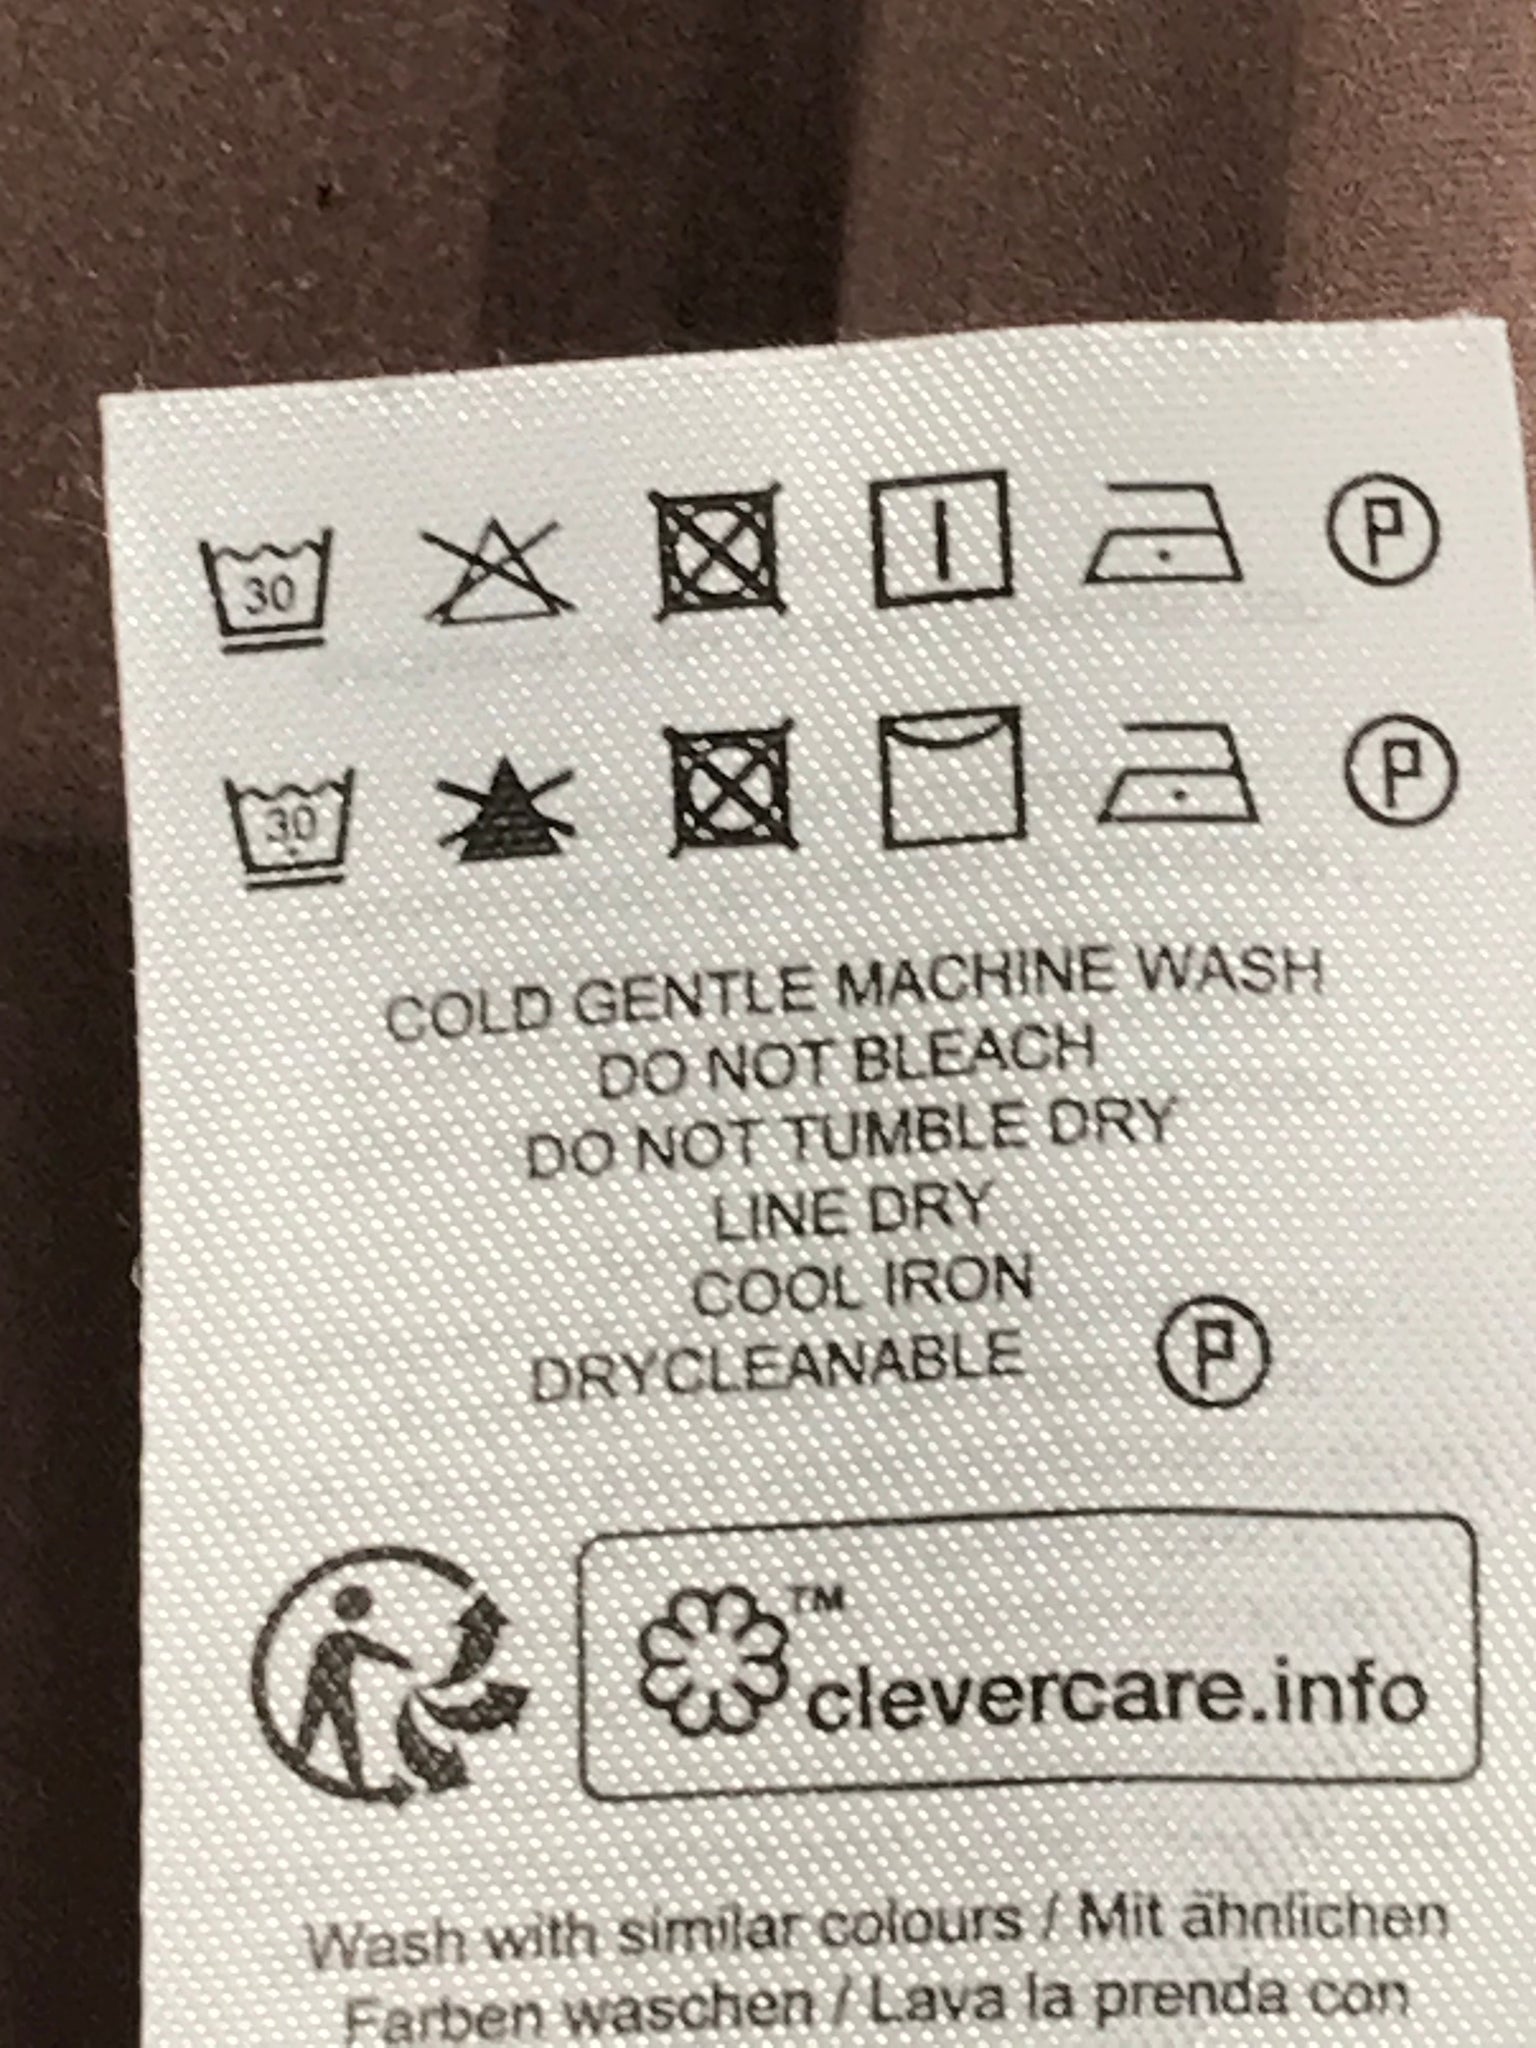 30 P
30 P
COLD GENTLE MACHINE WASH
DO NOT BLEACH
DO NOT TUMBLE DRY
LINE DRY
COOL IRON
DRYCLEANABLE P
™
clevercare.info
Wash with similar colours / Mit ähnlichen
Farben waschen / Lava la prenda con